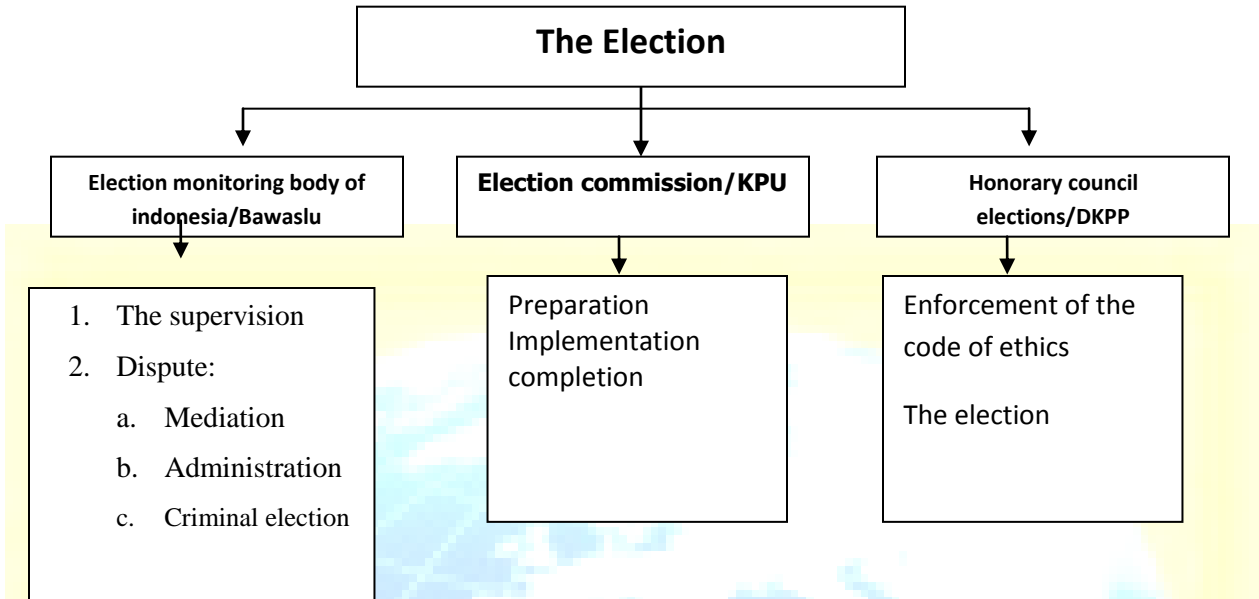 The Election
Election monitoring body of
indonesia/Bawaslu
Election commission/KPU
Honorary council
elections/DKPP
1. The supervision
2. Dispute:
a. Mediation
b. Administration
c. Criminal election
Preparation
Implementation
completion
Enforcement of the
code of ethics
The election